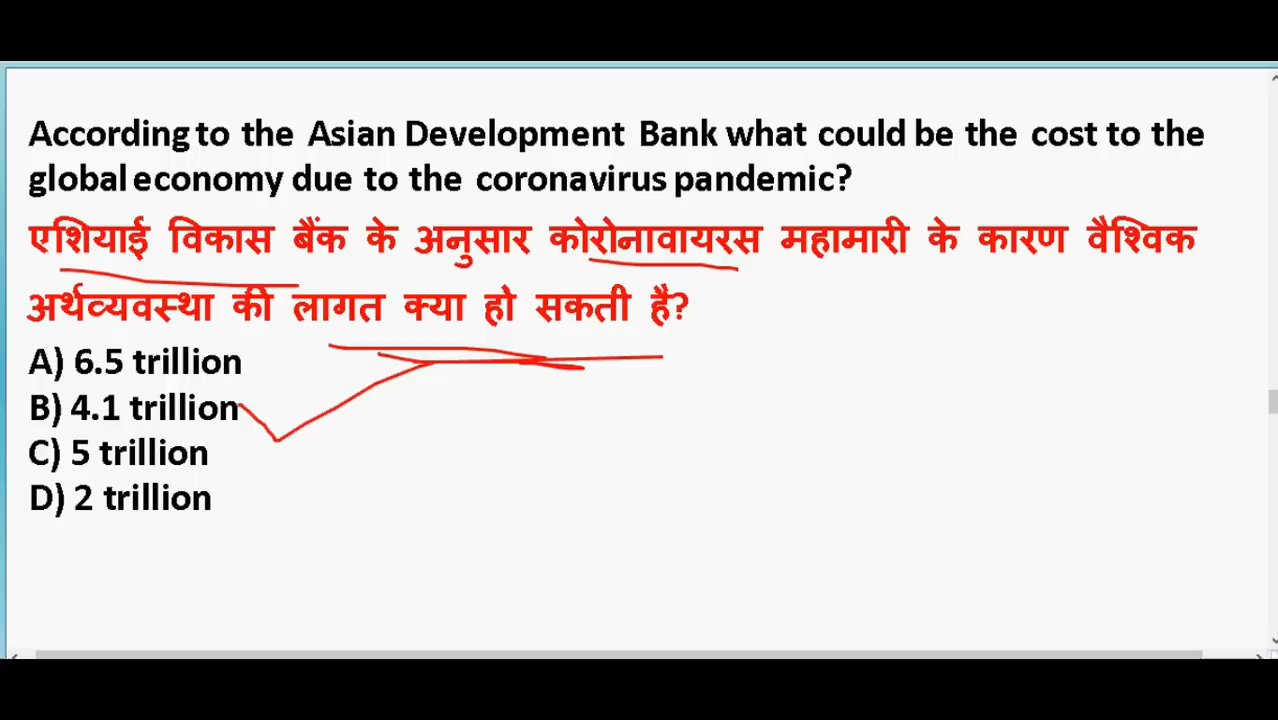 According to the Asian Development Bank what could be the cost to the
global economy due to the coronavirus pandemic?
एशियाई विकास बैंक के अनुसार कोरोनावायरस महामारी के कारण वैश्विक
अर्थव्यवस्था की लागत क्या हो सकती है?
A) 6.5 trillion
B) 4.1 trillion
C) 5 trillion
D) 2 trillion